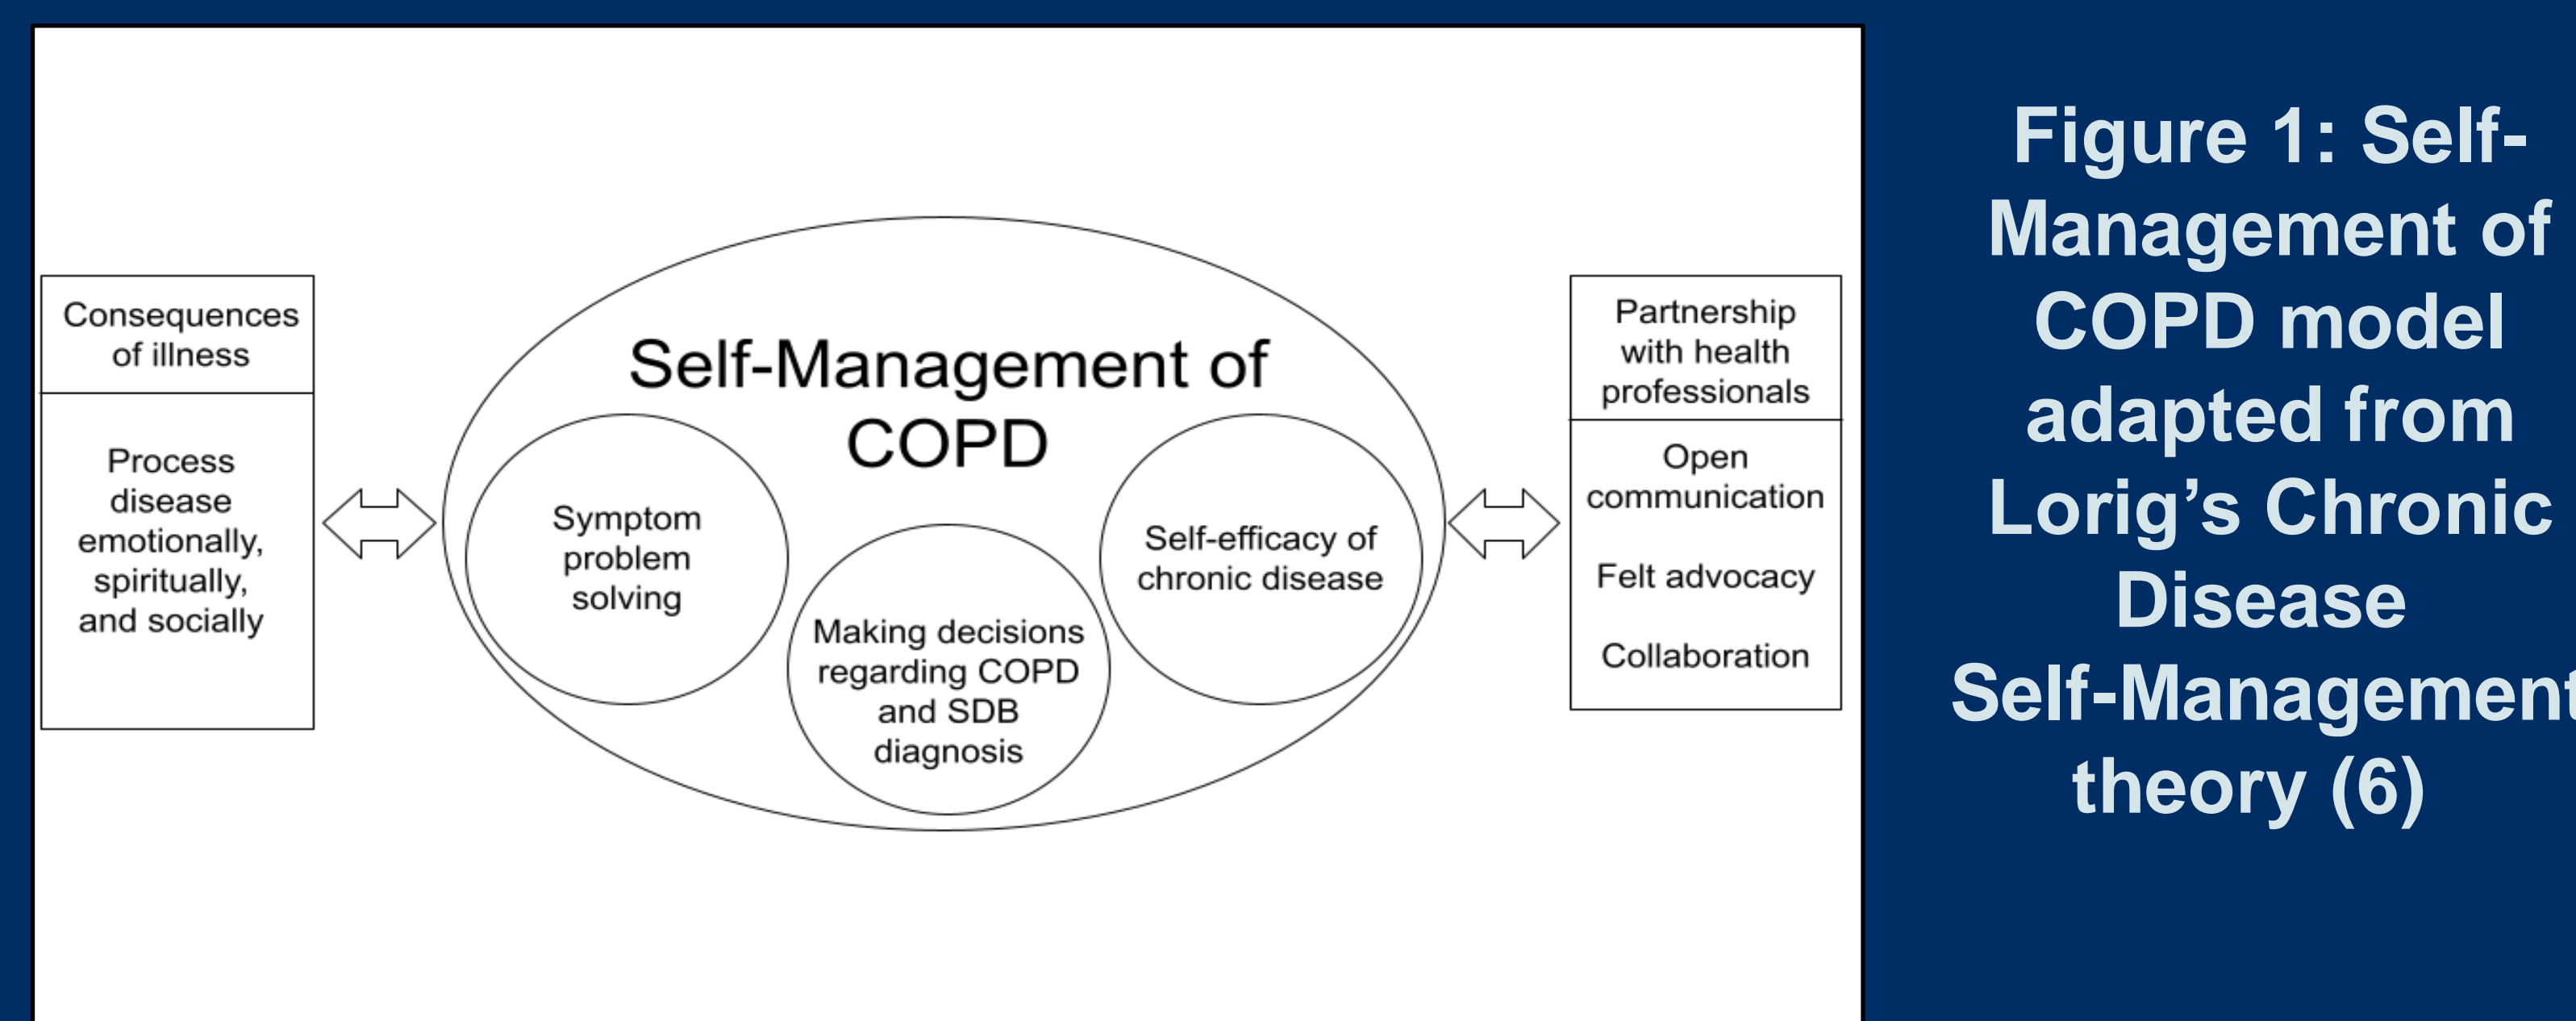 Consequences
of illness
Process
disease
emotionally,
spiritually,
and socially
Self-Management of
COPD
Symptom
problem
solving
Making decisions
regarding COPD
and SDB
diagnosis
Self-efficacy of
chronic disease
Partnership
with health
professionals
Open
communication
Felt advocacy
Collaboration
Figure 1: Self-
Management of
COPD model
adapted from
Lorig’s Chronic
Disease
Self-Management
theory (6)